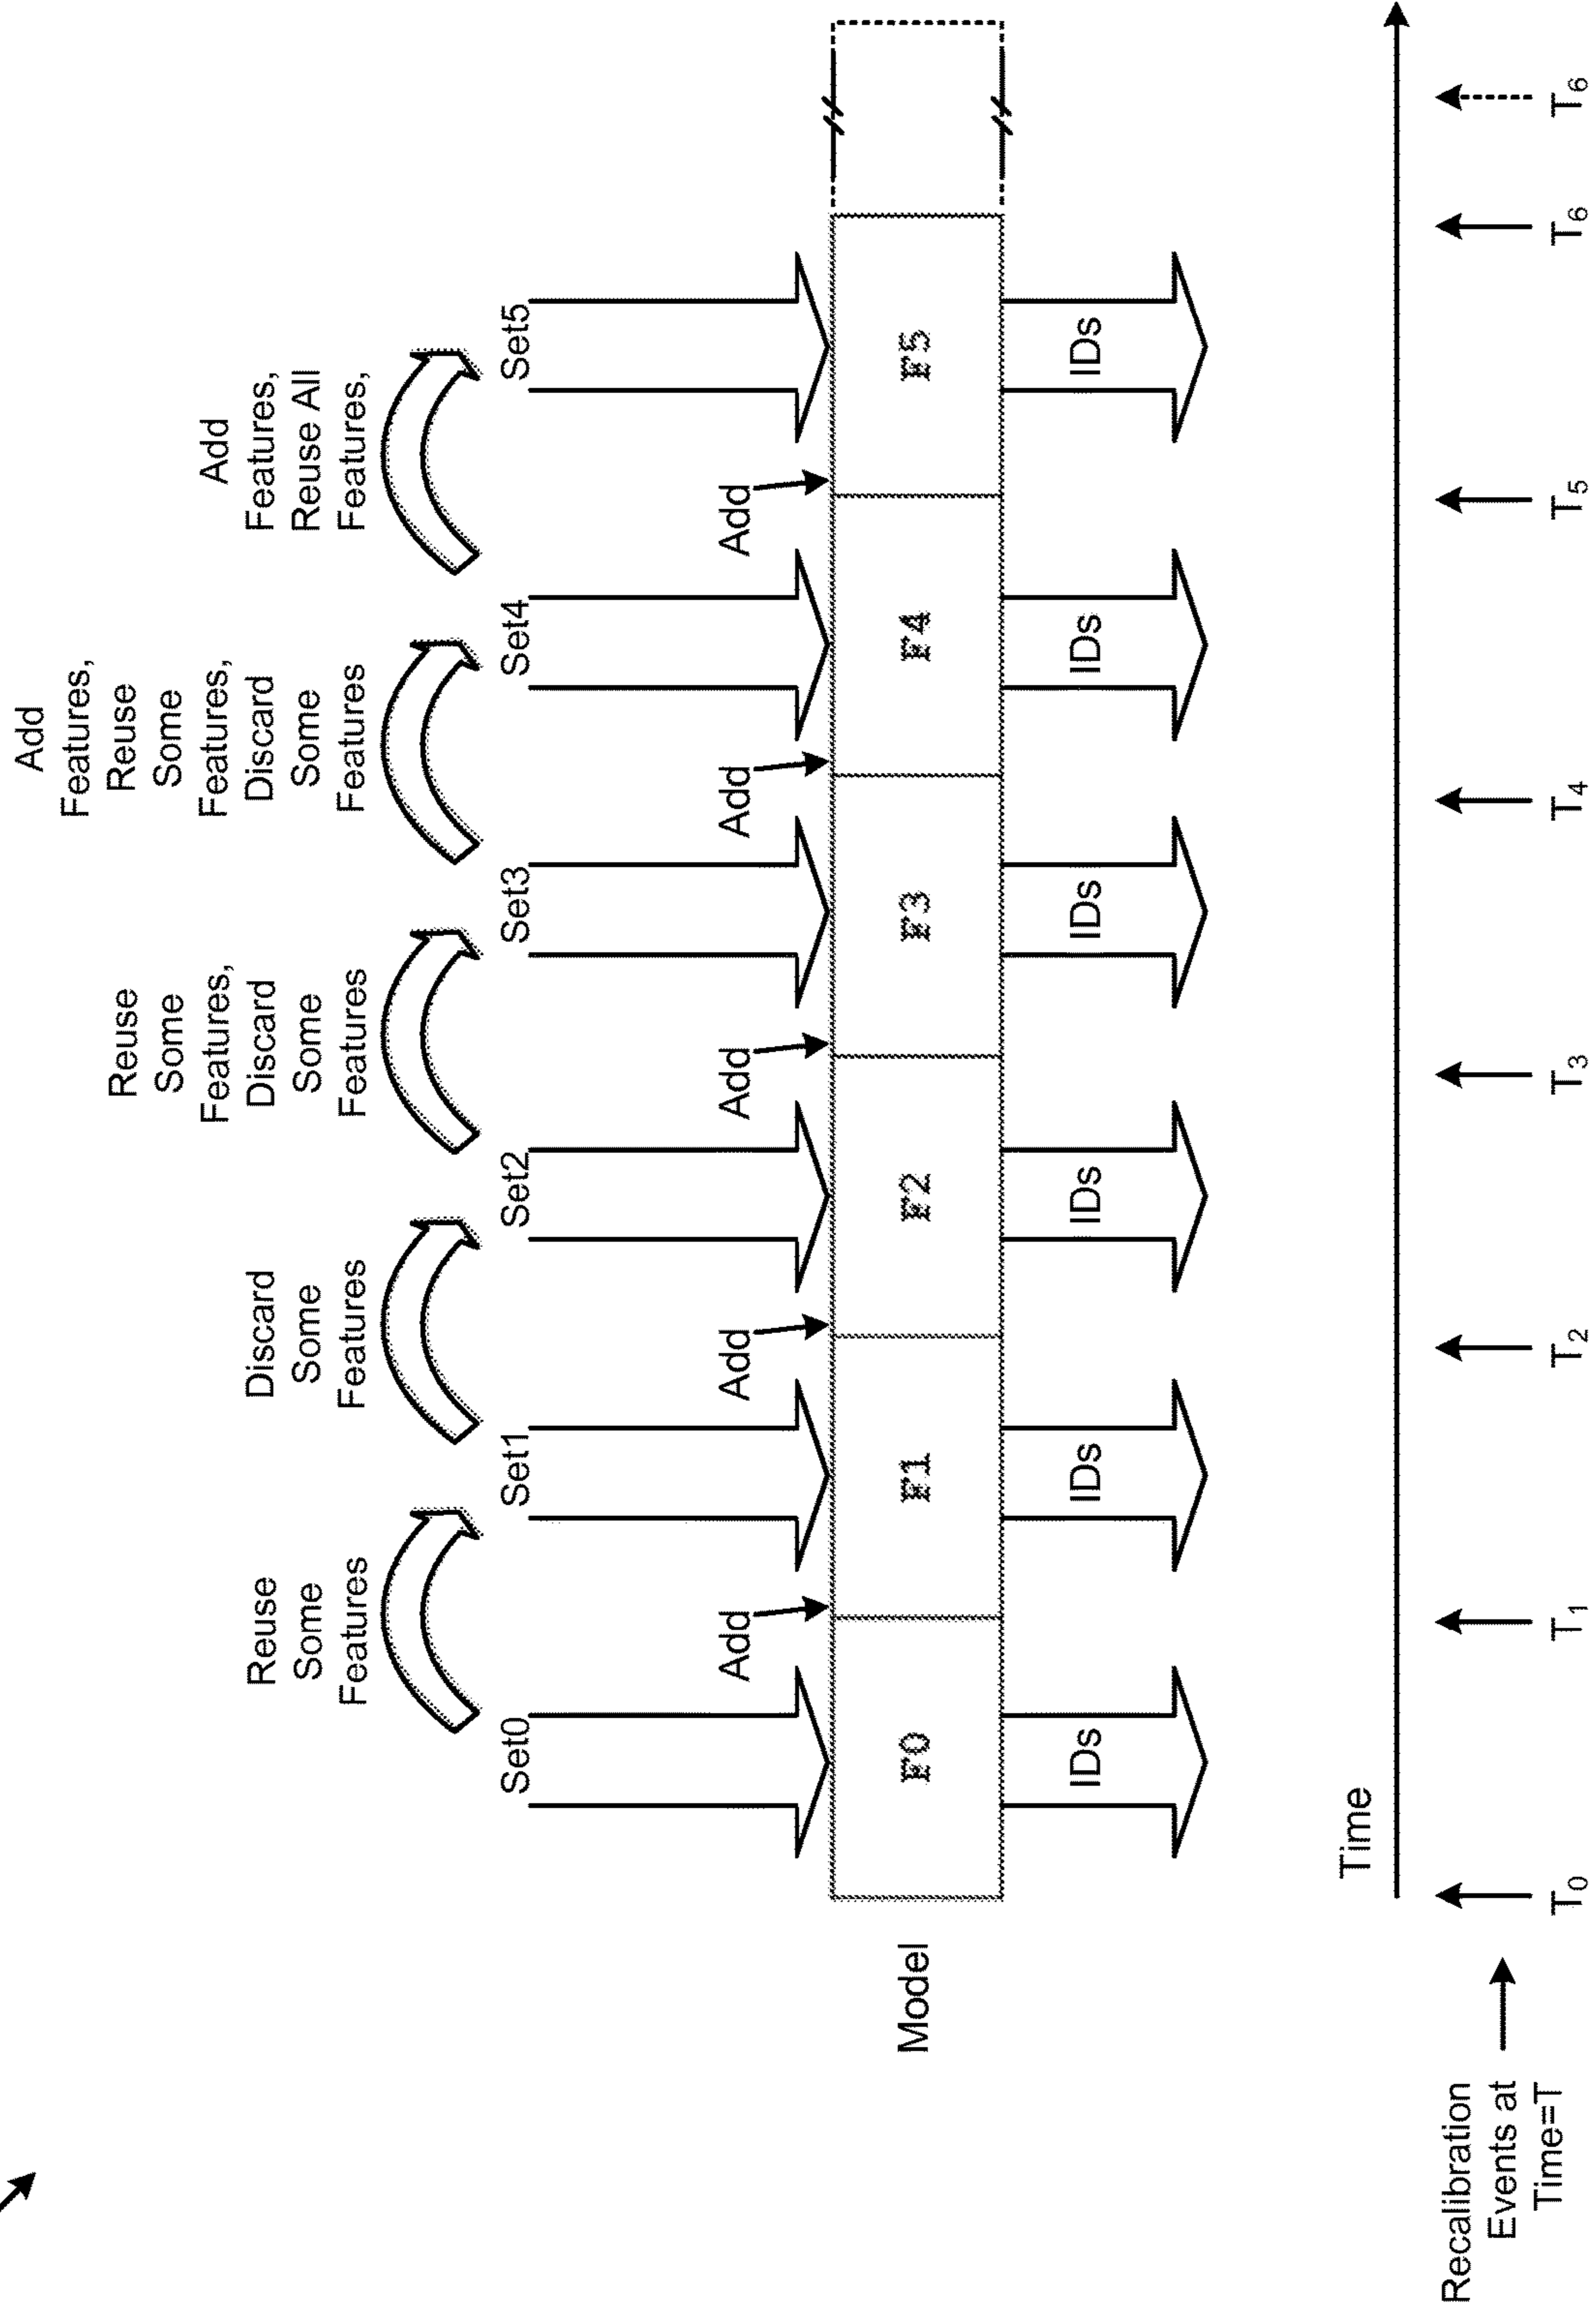 Reuse
Some
Features
Discard
Some
Features
Reuse
Some
Features,
Discard
Some
Features
Add
Features,
Reuse
Some
Features,
Discard
Some
Features
Add
Features,
Reuse All
Features,
Set0
Set1
Set2
Set3
Set4
Set5
Add
Add
Add
Add
Add
Model
F0
F1
F2
F3
F4
F5
IDs
IDs
IDs
IDs
IDs
IDs
Time
Recalibration
Events at
Time=T
T0
T1
T2
T3
T4
T5
T6
T6